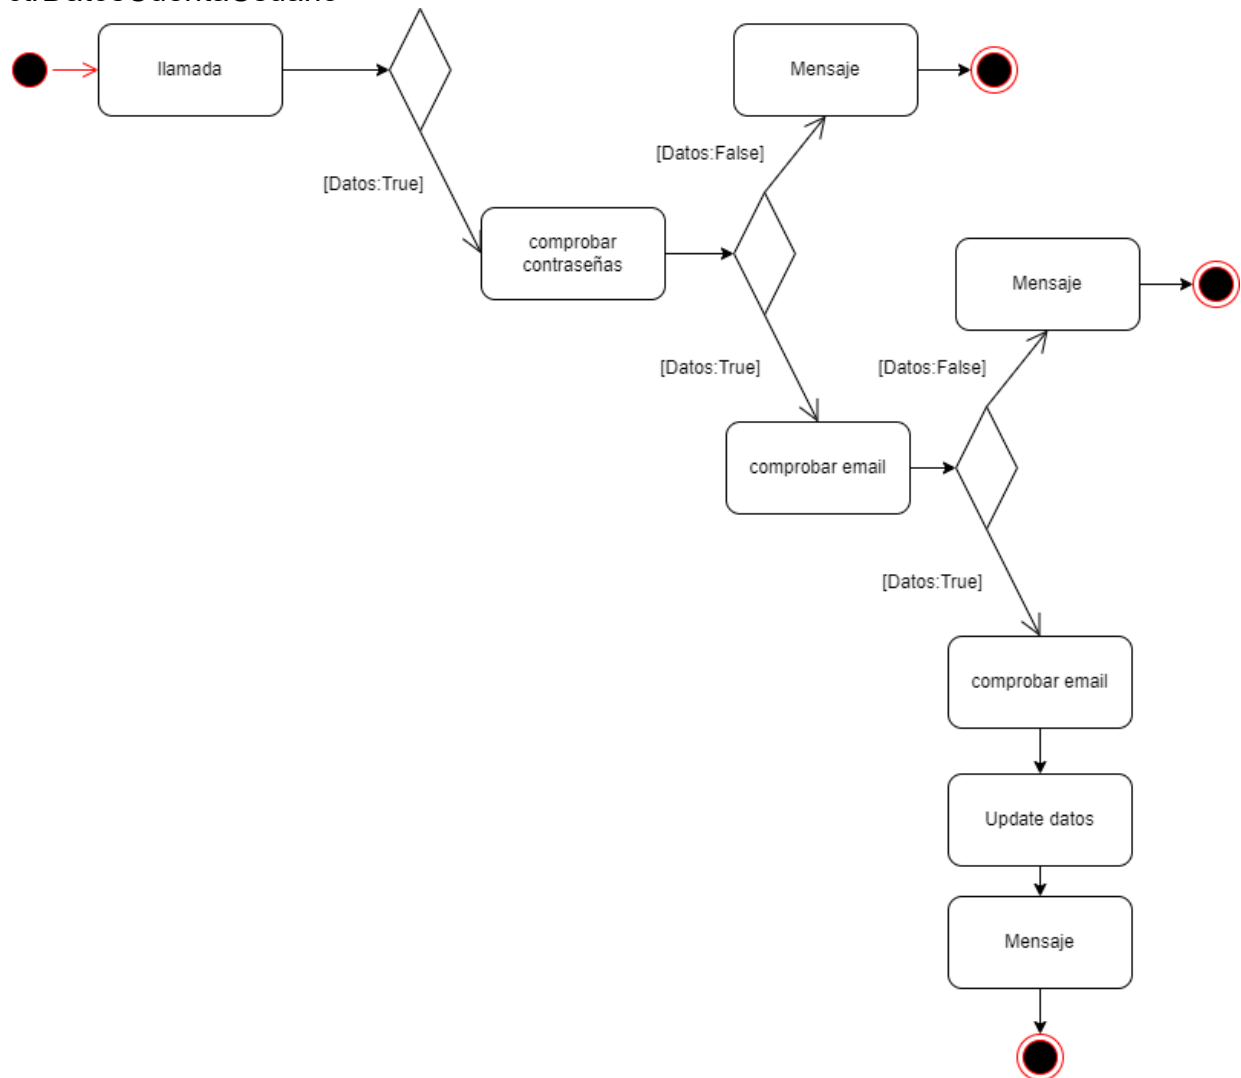 llamada
Mensaje
[Datos:False]
[Datos:True]
comprobar
contraseñas
Mensaje
[Datos:True]
[Datos:False]
comprobar email
[Datos:True]
comprobar email
Update datos
Mensaje